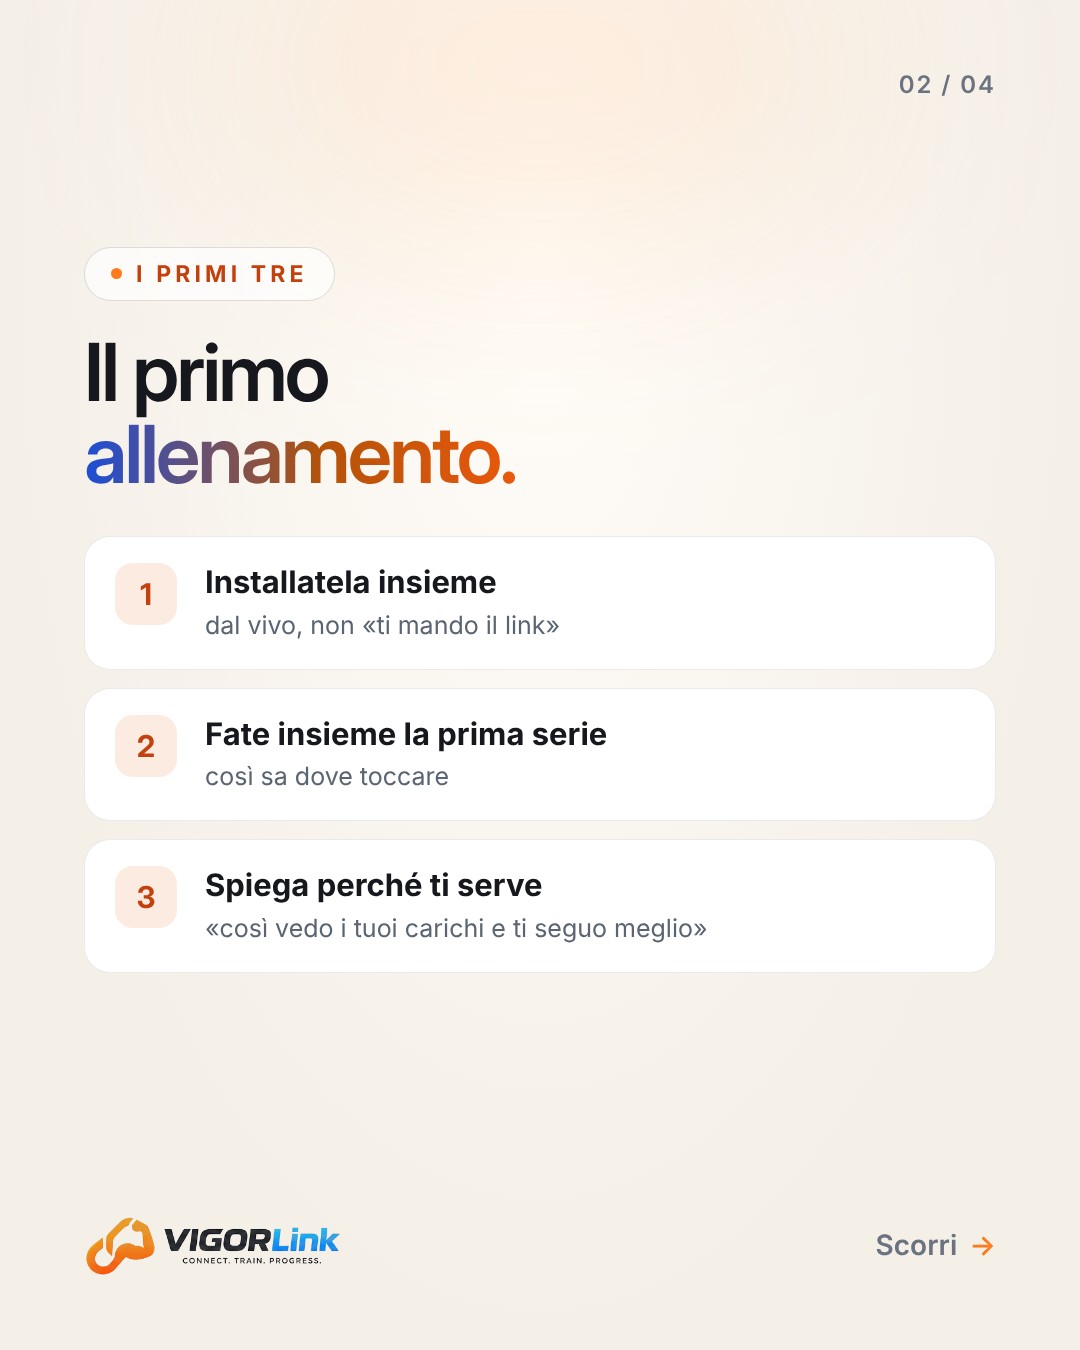 02 / 04
I PRIMI TRE
Il primo
allenamento.
1
Installatela insieme
dal vivo, non «ti mando il link»
2
Fate insieme la prima serie
così sa dove toccare
3
Spiega perché ti serve
«così vedo i tuoi carichi e ti seguo meglio»
VIGORLink
CONNECT. TRAIN. PROGRESS.
Scorri →